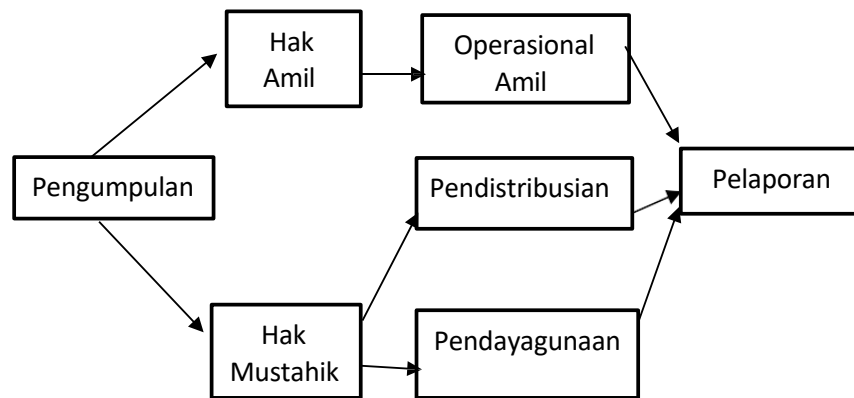 Hak
Amil
Operasional
Amil
Pengumpulan
Pendistribusian
Pelaporan
Hak
Mustahik
Pendayagunaan